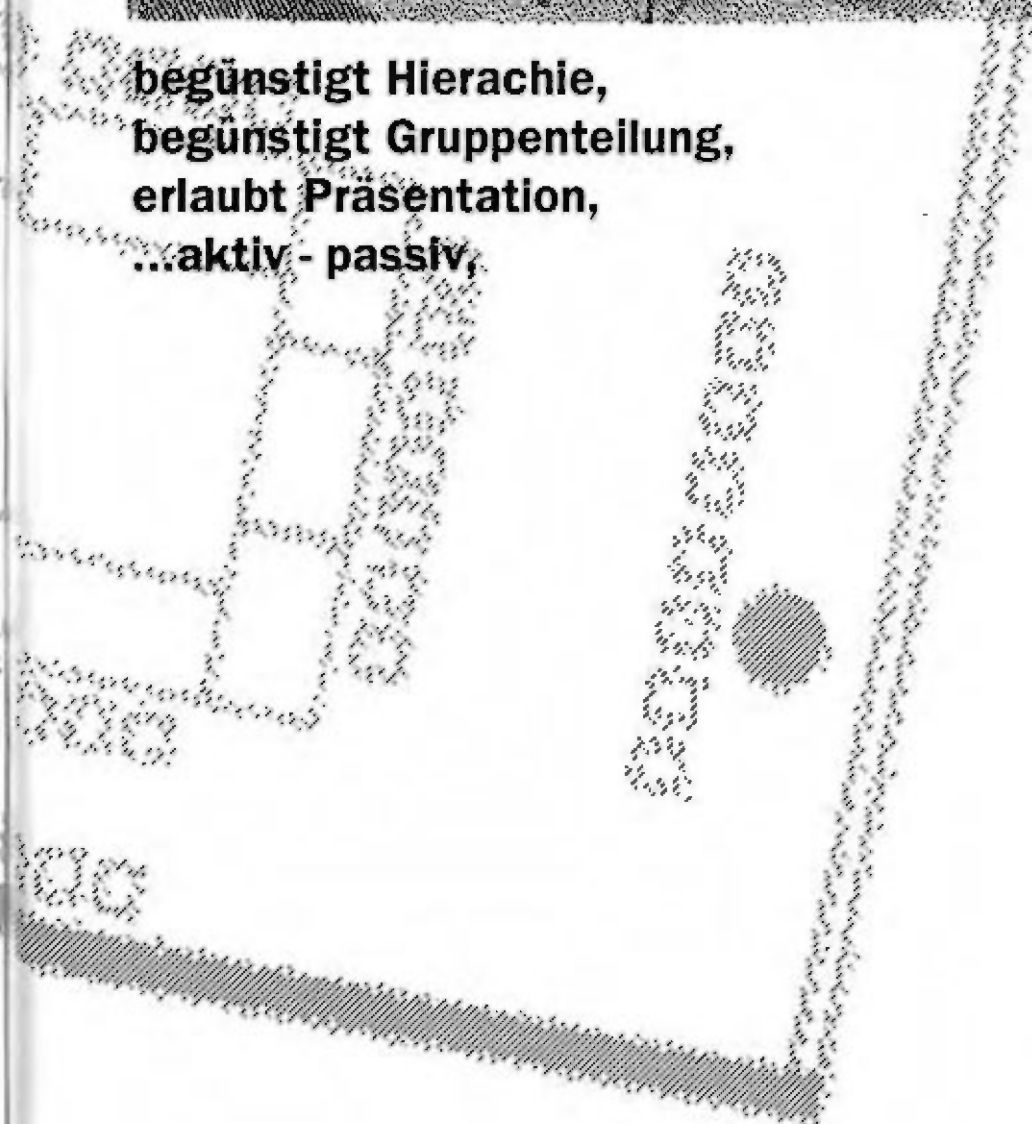 begünstigt Hierachie,
begünstigt Gruppenteilung,
erlaubt Präsentation,
...aktiv - passiv,